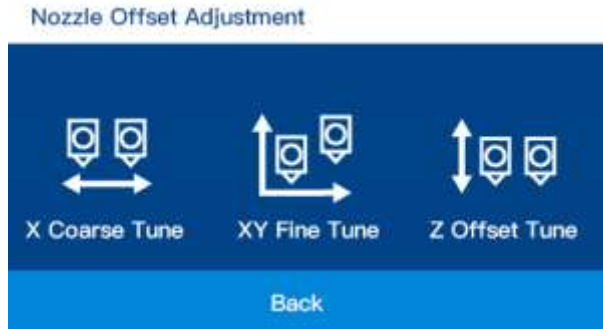 Nozzle Offset Adjustment
X Coarse Tune XY Fine Tune Z Offset Tune
Back